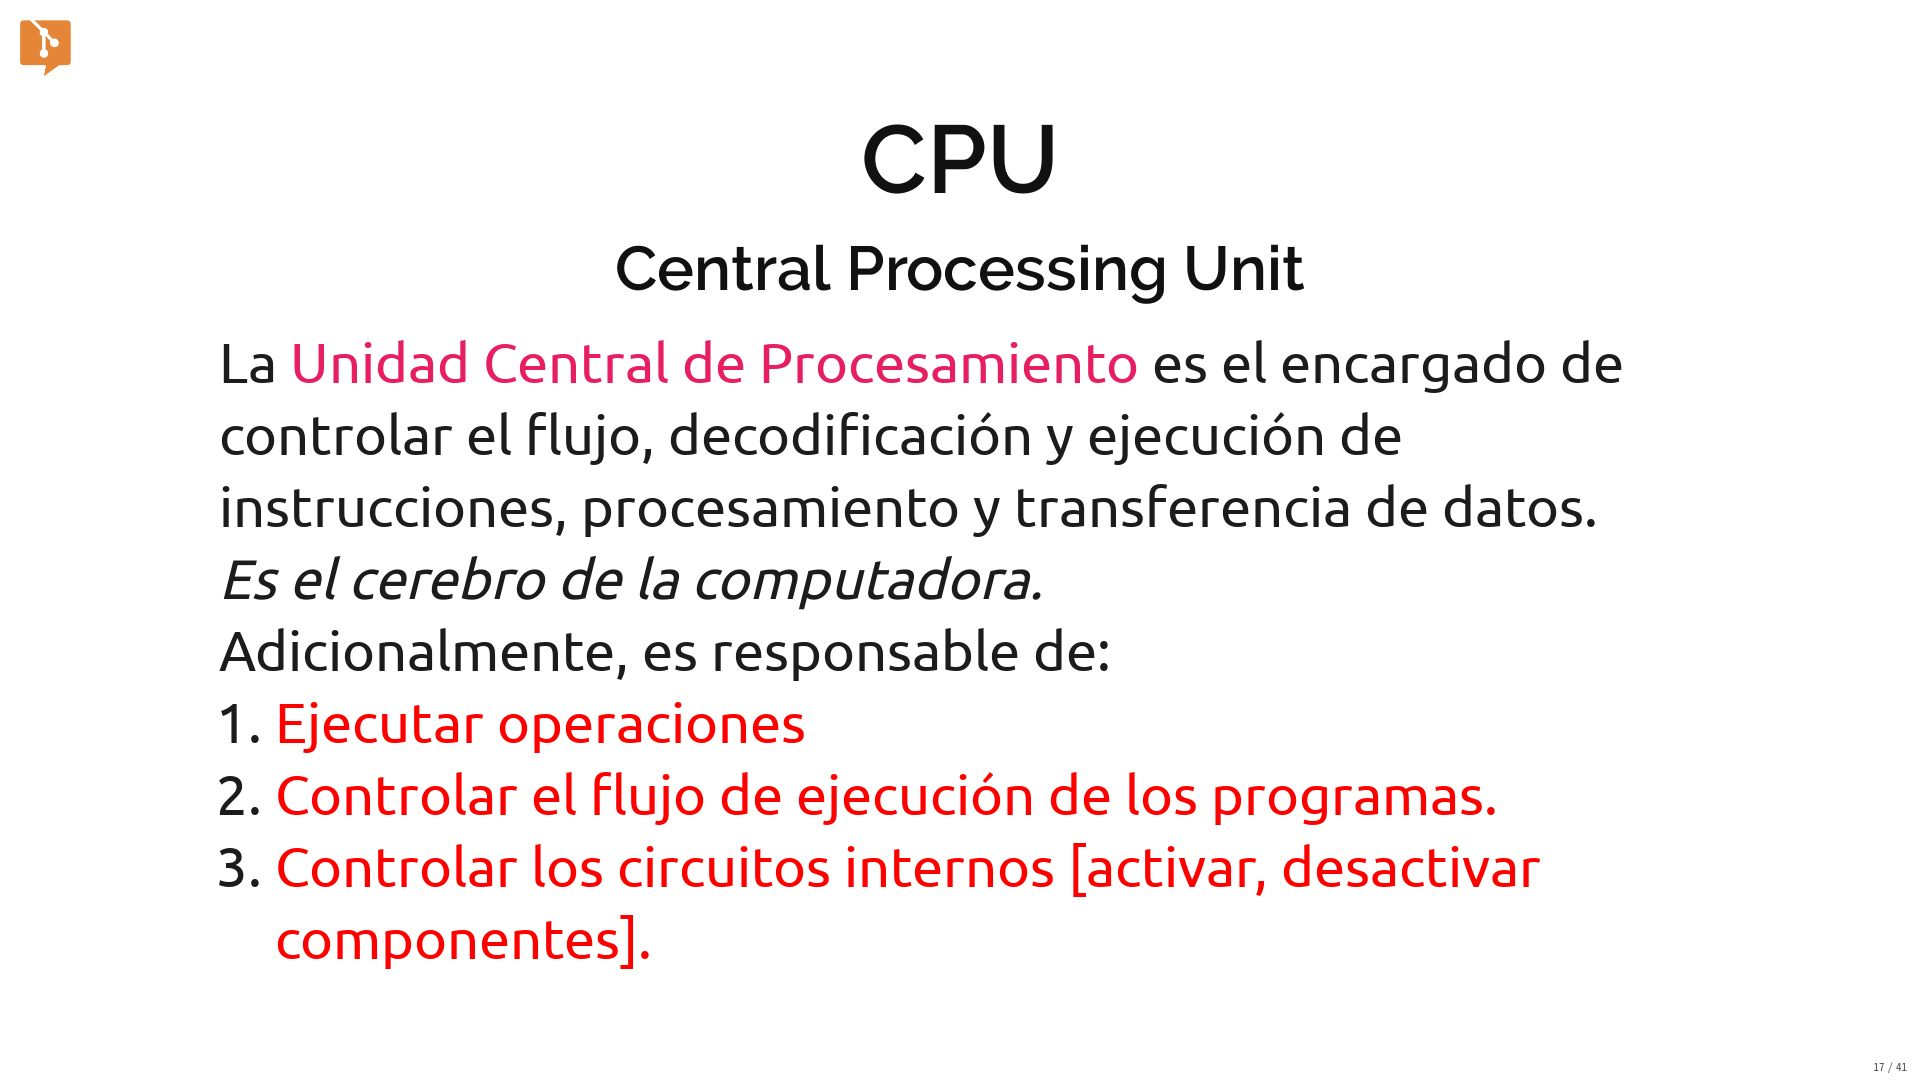 CPU
Central Processing Unit
La Unidad Central de Procesamiento es el encargado de
controlar el flujo, decodificación y ejecución de
instrucciones, procesamiento y transferencia de datos.
Es el cerebro de la computadora.
Adicionalmente, es responsable de:
1. Ejecutar operaciones
2. Controlar el flujo de ejecución de los programas.
3. Controlar los circuitos internos [activar, desactivar
componentes].
17 / 41